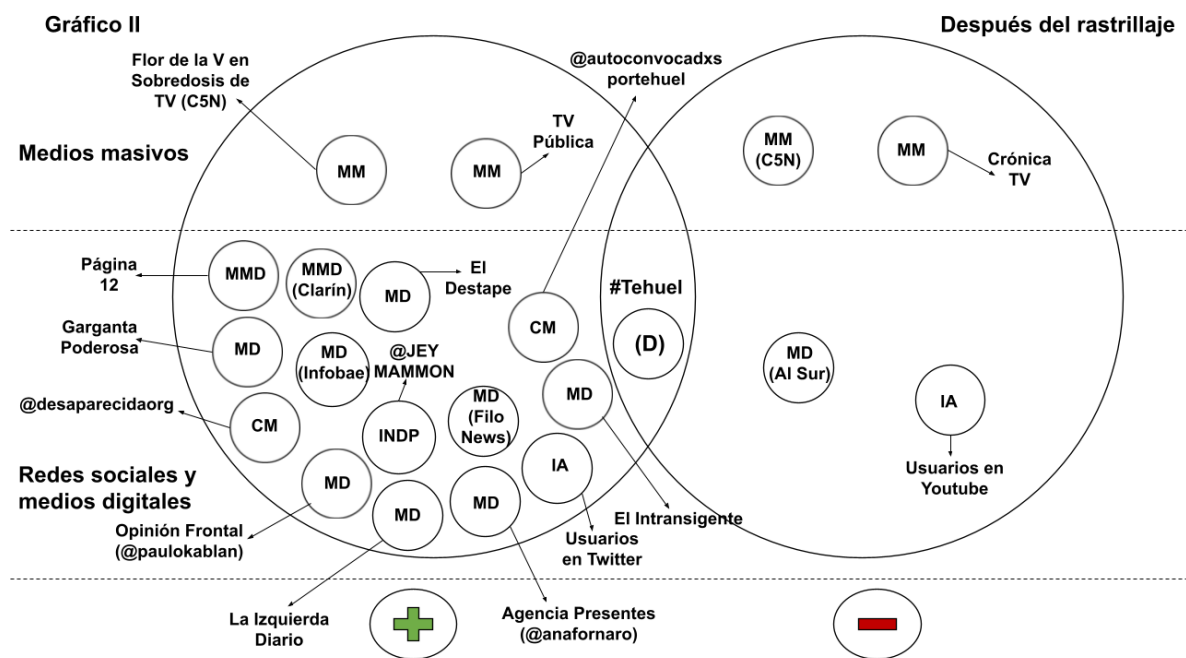 Gráfico II
Después del rastrillaje
Flor de la V en
Sobredosis de
TV (C5N)
@autoconvocadxs
portehuel
TV
Pública
Medios masivos
MM
MM
MM
(C5N)
MM
Crónica
TV
Página
12
MMD
MMD
(Clarín)
MD
El
Destape
#Tehuel
Garganta
Poderosa
MD
MD
(Infobae)
@JEY
MAMMON
CM
(D)
MD
(Al Sur)
@desaparecidaorg
CM
INDP
MD
(Filo
News)
MD
IA
Redes sociales y
medios digitales
MD
MD
MD
IA
Usuarios en
Youtube
Opinión Frontal
(@paulokablan)
El Intransigente
Usuarios
en Twitter
La Izquierda
Diario
Agencia Presentes
(@anafornaro)